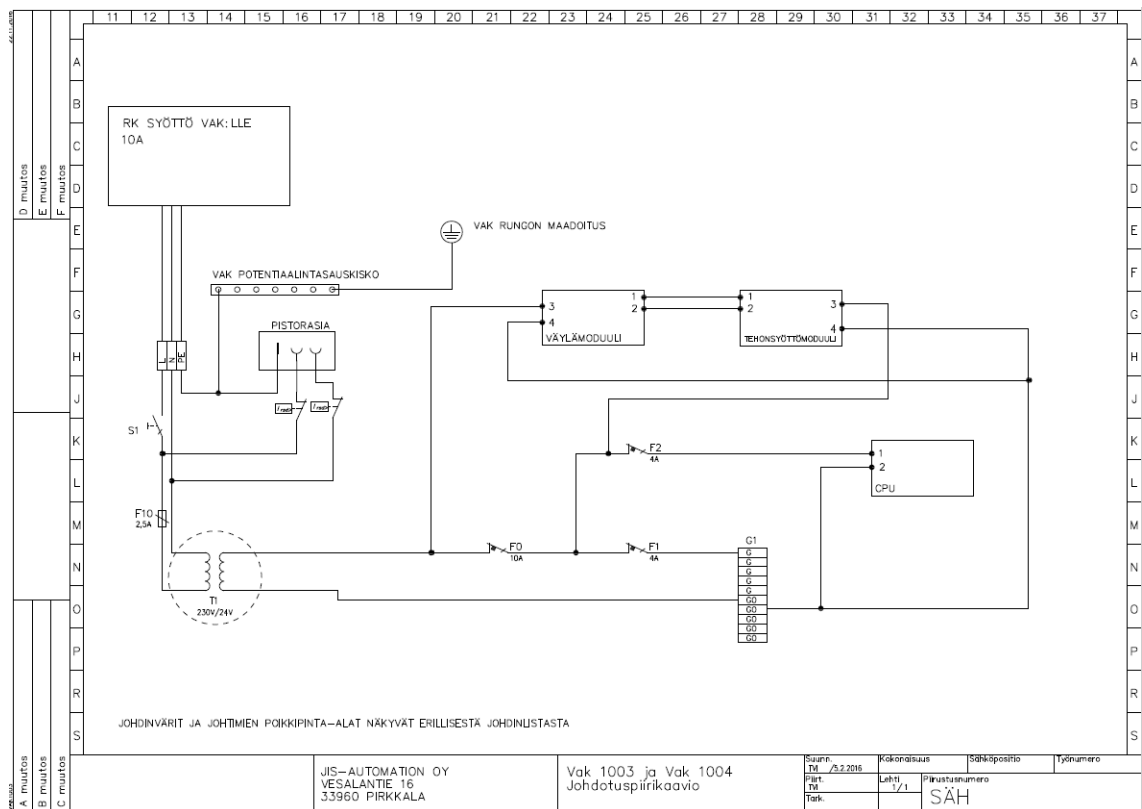 11 12 13 14 15 16 17 18 19 20 21 22 23 24 25 26 27 28 29 30 31 32 33 34 35 36 37
A A
B B
C C
D D
E E
F F
G G
H H
J J
K K
L L
M M
N N
O O
P P
R R
S S
D muutos
E muutos
F muutos
A muutos
B muutos
C muutos
RK SYÖTTÖ VAK:LLE
10A
VAK RUNGON MAADOITUS
VAK POTENTIAALINTASAUSKISKO
PISTORASIA
L
N
PE
S1
F10
2,5A
T1
230V/24V
3
4
1
2
VÄYLÄMODUULI
1
2
3
4
TEHONSYÖTTÖMODUULI
F2
4A
1
2
CPU
F0
10A
F1
4A
G1
G
G
G
G
G
G0
G0
G0
G0
G0
JOHDINVÄRIT JA JOHTIMIEN POIKKIPINTA-ALAT NÄKYVÄT ERILLISESTÄ JOHDINLISTASTA
JIS-AUTOMATION OY
VESALANTIE 16
33960 PIRKKALA
Vak 1003 ja Vak 1004
Johdotuspiirikaavio
Suunn.
TM /5.2.2016
Piirt.
TM
Tark.
Kokonaisuus
Sähköpositio
Työnumero
Lehti
1/1
Piirustusnumero
SÄH